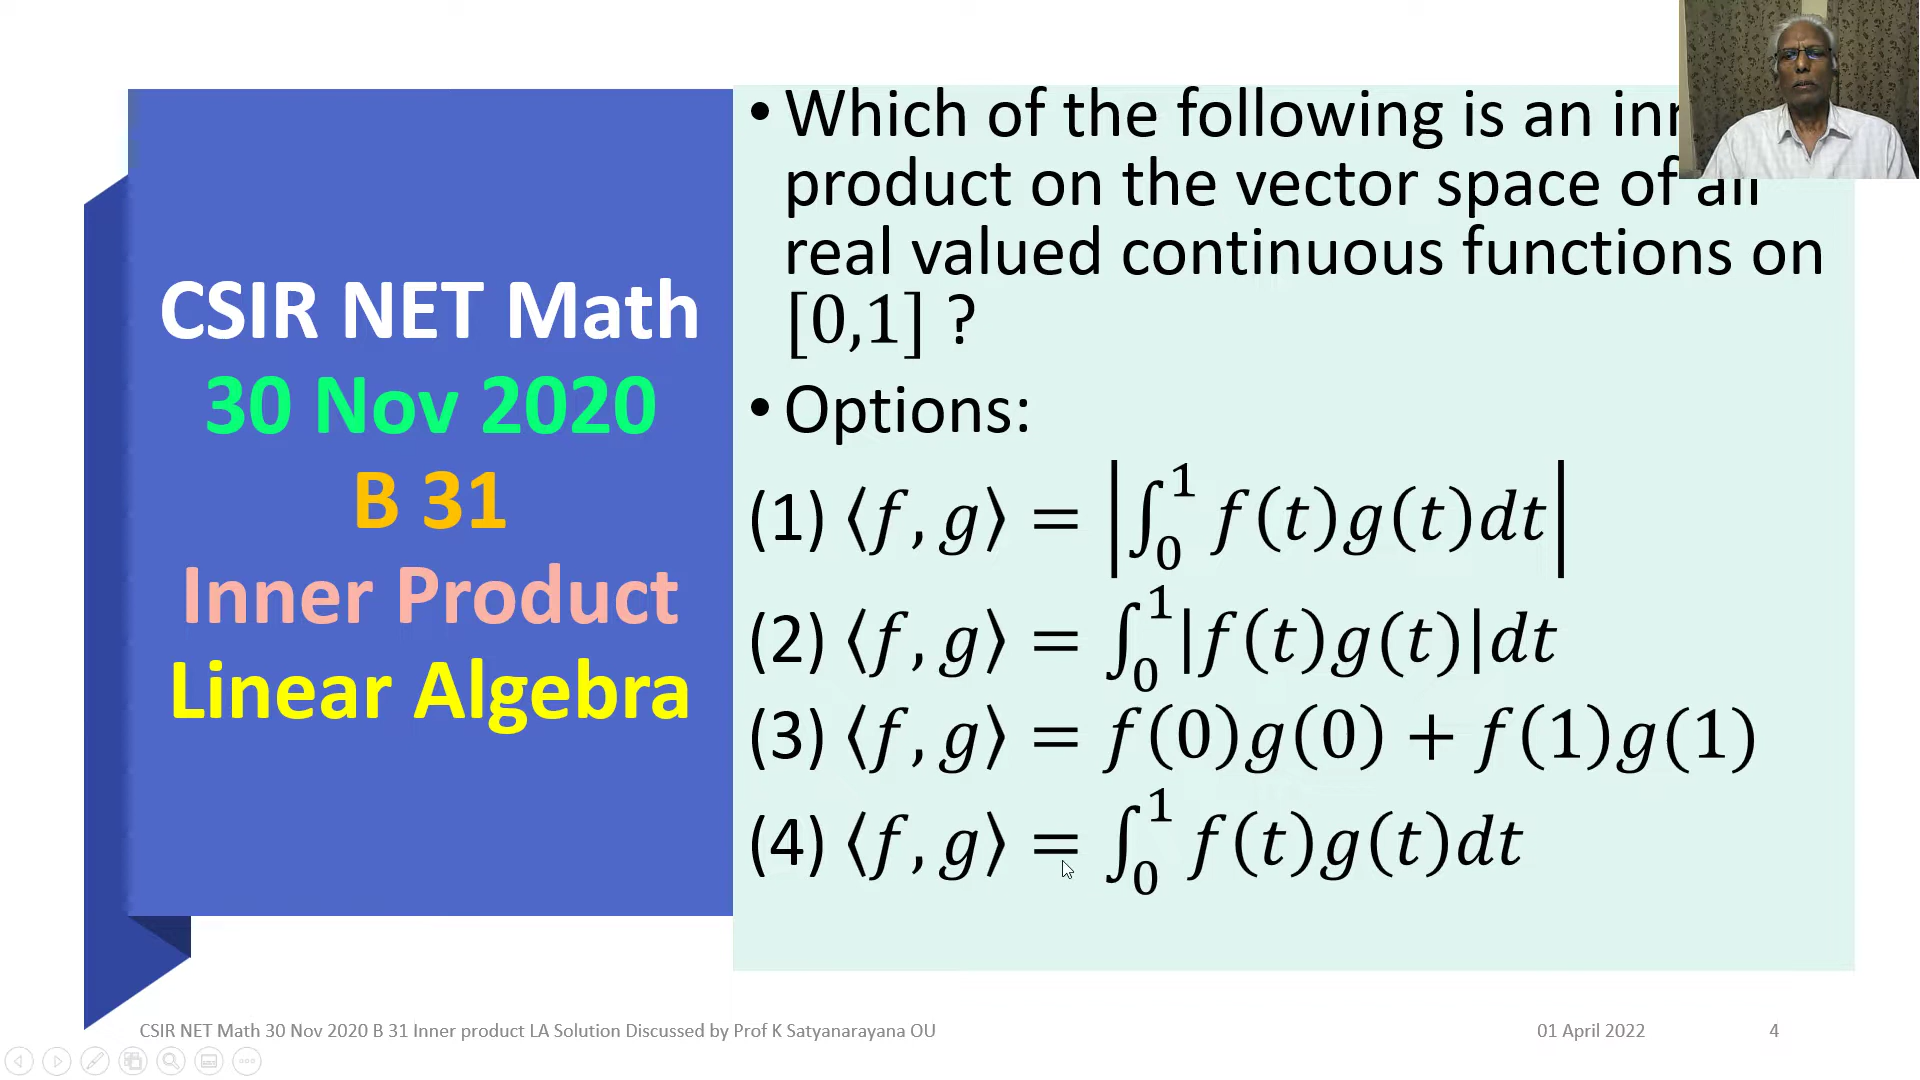 CSIR NET Math
30 Nov 2020
B 31
Inner Product
Linear Algebra
• Which of the following is an
product on the vector space of all
real valued continuous functions on
[0,1] ?
• Options:
(1) ⟨f, g⟩ = |∫₀¹ f(t)g(t)dt|
(2) ⟨f, g⟩ = ∫₀¹ |f(t)g(t)|dt
(3) ⟨f, g⟩ = f(0)g(0) + f(1)g(1)
(4) ⟨f, g⟩ = ∫₀¹ f(t)g(t)dt
CSIR NET Math 30 Nov 2020 B 31 Inner product LA Solution Discussed by Prof K Satyanarayana OU
01 April 2022
4